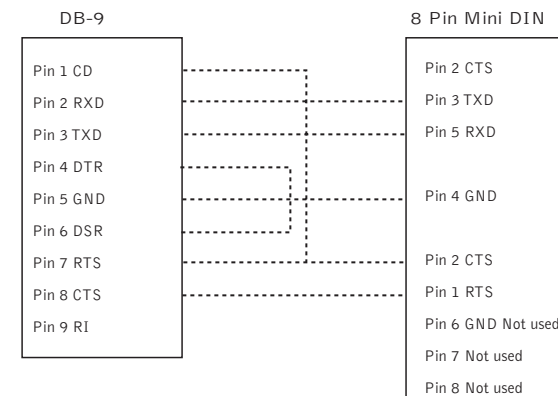 DB-9
Pin 1 CD
Pin 2 RXD
Pin 3 TXD
Pin 4 DTR
Pin 5 GND
Pin 6 DSR
Pin 7 RTS
Pin 8 CTS
Pin 9 RI
8 Pin Mini DIN
Pin 2 CTS
Pin 3 TXD
Pin 5 RXD
Pin 4 GND
Pin 2 CTS
Pin 1 RTS
Pin 6 GND Not used
Pin 7 Not used
Pin 8 Not used